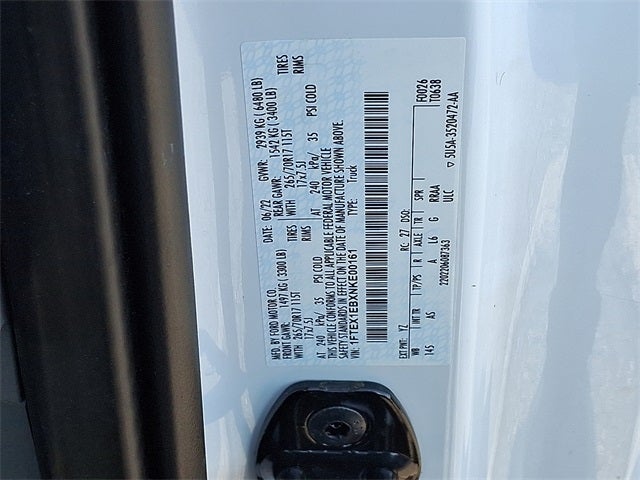 MFD. BY FORD MOTOR CO.
DATE: 06/22 GVWR: 2939 KG ( 6480 LB)
FRONT GAWR: 1497 KG (3300 LB) REAR GAWR: 1542 KG ( 3400 LB)
WITH 265/70R17 115T TIRES WITH 265/70R17 115T TIRES
17x7.5J RIMS 17x7.5J RIMS
AT 240 kPa/ 35 PSI COLD AT 240 kPa/ 35 PSI COLD
THIS VEHICLE CONFORMS TO ALL APPLICABLE FEDERAL MOTOR VEHICLE
SAFETY STANDARDS IN EFFECT ON THE DATE OF MANUFACTURE SHOWN ABOVE.
VIN: 1FTEX1EBXNKE00161 TYPE: Truck
F0026
T0638
EXT PNT: YZ RC: 27 DSO:
WB INT TR TP/PS R AXLE TR SPR
145 AS A L6 G RRAA
2202206087363 ULC
5U5A-3520472-AA